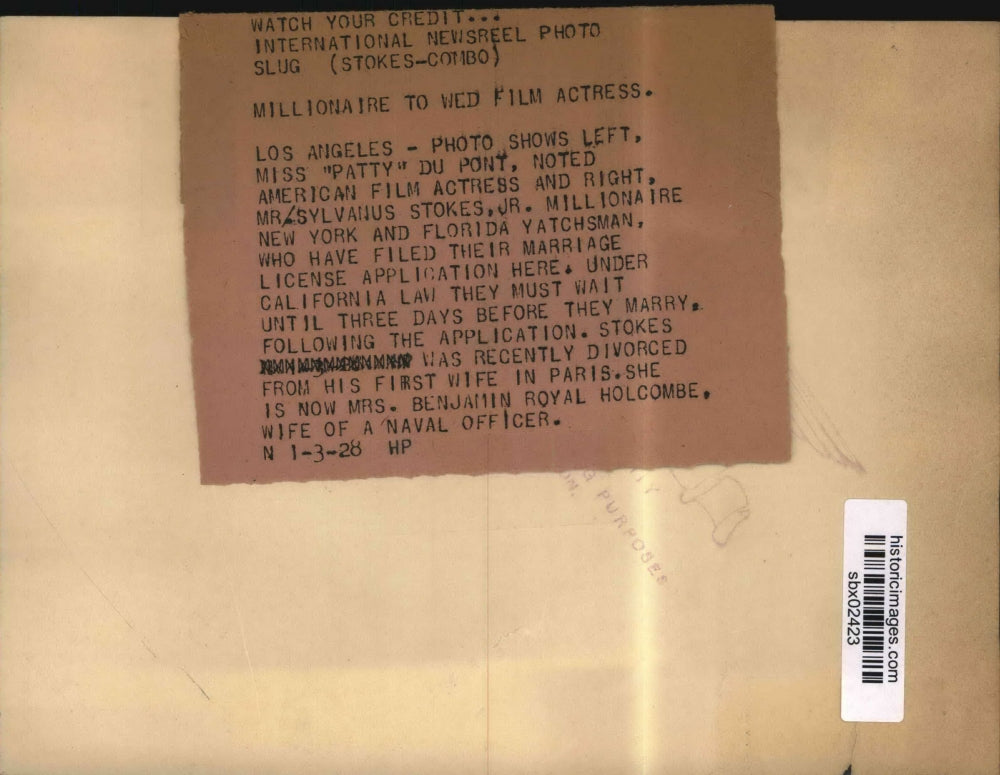 WATCH YOUR CREDIT...
INTERNATIONAL NEWSREEL PHOTO
SLUG (STOKES-COMBO)
MILLIONAIRE TO WED FILM ACTRESS.
LOS ANGELES - PHOTO SHOWS LEFT,
MISS "PATTY" DU PONT, NOTED
AMERICAN FILM ACTRESS AND RIGHT,
MR. SYLVANUS STOKES, JR. MILLIONAIRE
NEW YORK AND FLORIDA YATCHSMAN,
WHO HAVE FILED THEIR MARRIAGE
LICENSE APPLICATION HERE. UNDER
CALIFORNIA LAW THEY MUST WAIT
UNTIL THREE DAYS BEFORE THEY MARRY.
FOLLOWING THE APPLICATION. STOKES
WAS RECENTLY DIVORCED
FROM HIS FIRST WIFE IN PARIS.SHE
IS NOW MRS. BENJAMIN ROYAL HOLCOMBE,
WIFE OF A NAVAL OFFICER.
N 1-3-28 HP
PURPOSES
historicimages.com
sbx02423